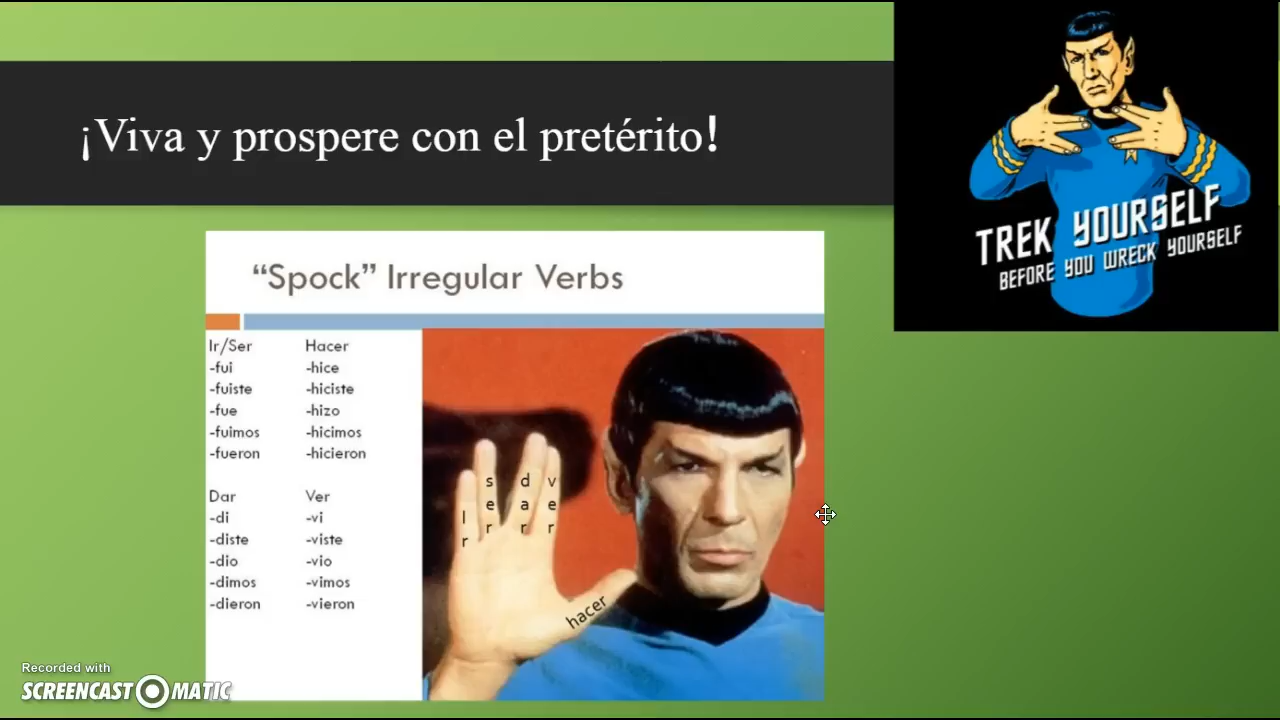 ¡Viva y prospere con el pretérito!
TREK YOURSELF
BEFORE YOU WRECK YOURSELF
“Spock” Irregular Verbs
Ir/Ser
-fui
-fuiste
-fue
-fuimos
-fueron
Hacer
-hice
-hiciste
-hizo
-hicimos
-hicieron
Dar
-di
-diste
-dio
-dimos
-dieron
Ver
-vi
-viste
-vio
-vimos
-vieron
Ir
ser
dar
ver
hacer
Recorded with
SCREENCAST MATIC